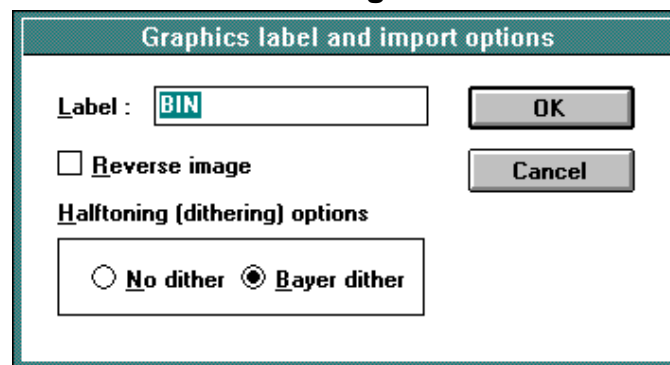 Graphics label and import options
Label : BIN
OK
Reverse image
Cancel
Halftoning (dithering) options
No dither Bayer dither